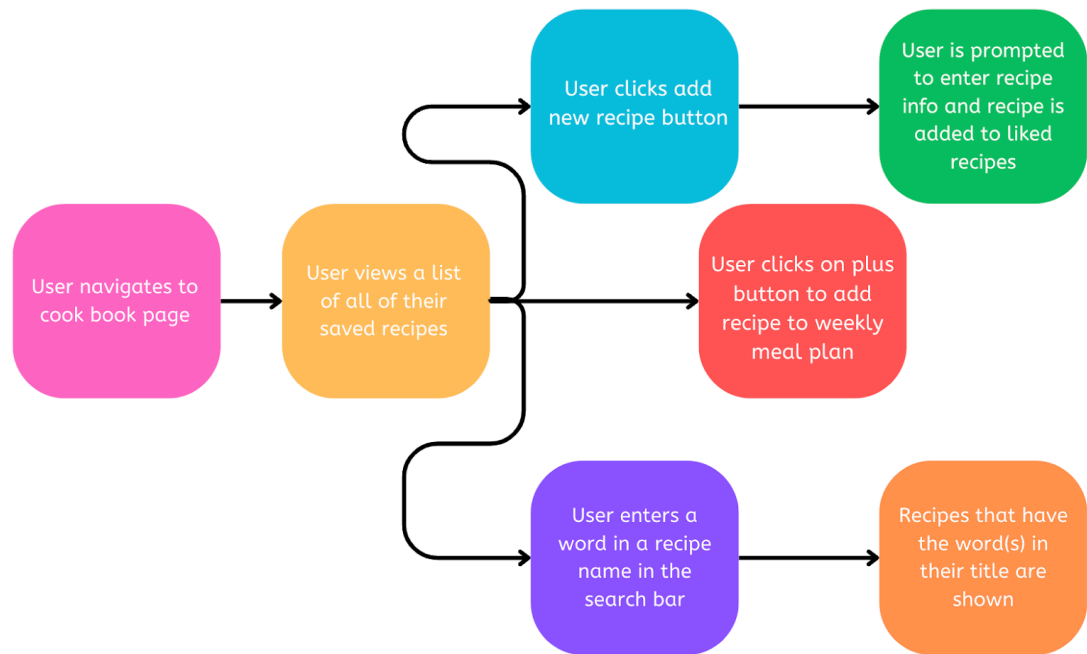 User navigates to
cook book page
User views a list
of all of their
saved recipes
User clicks add
new recipe button
User is prompted
to enter recipe
info and recipe is
added to liked
recipes
User clicks on plus
button to add
recipe to weekly
meal plan
User enters a
word in a recipe
name in the
search bar
Recipes that have
the word(s) in
their title are
shown